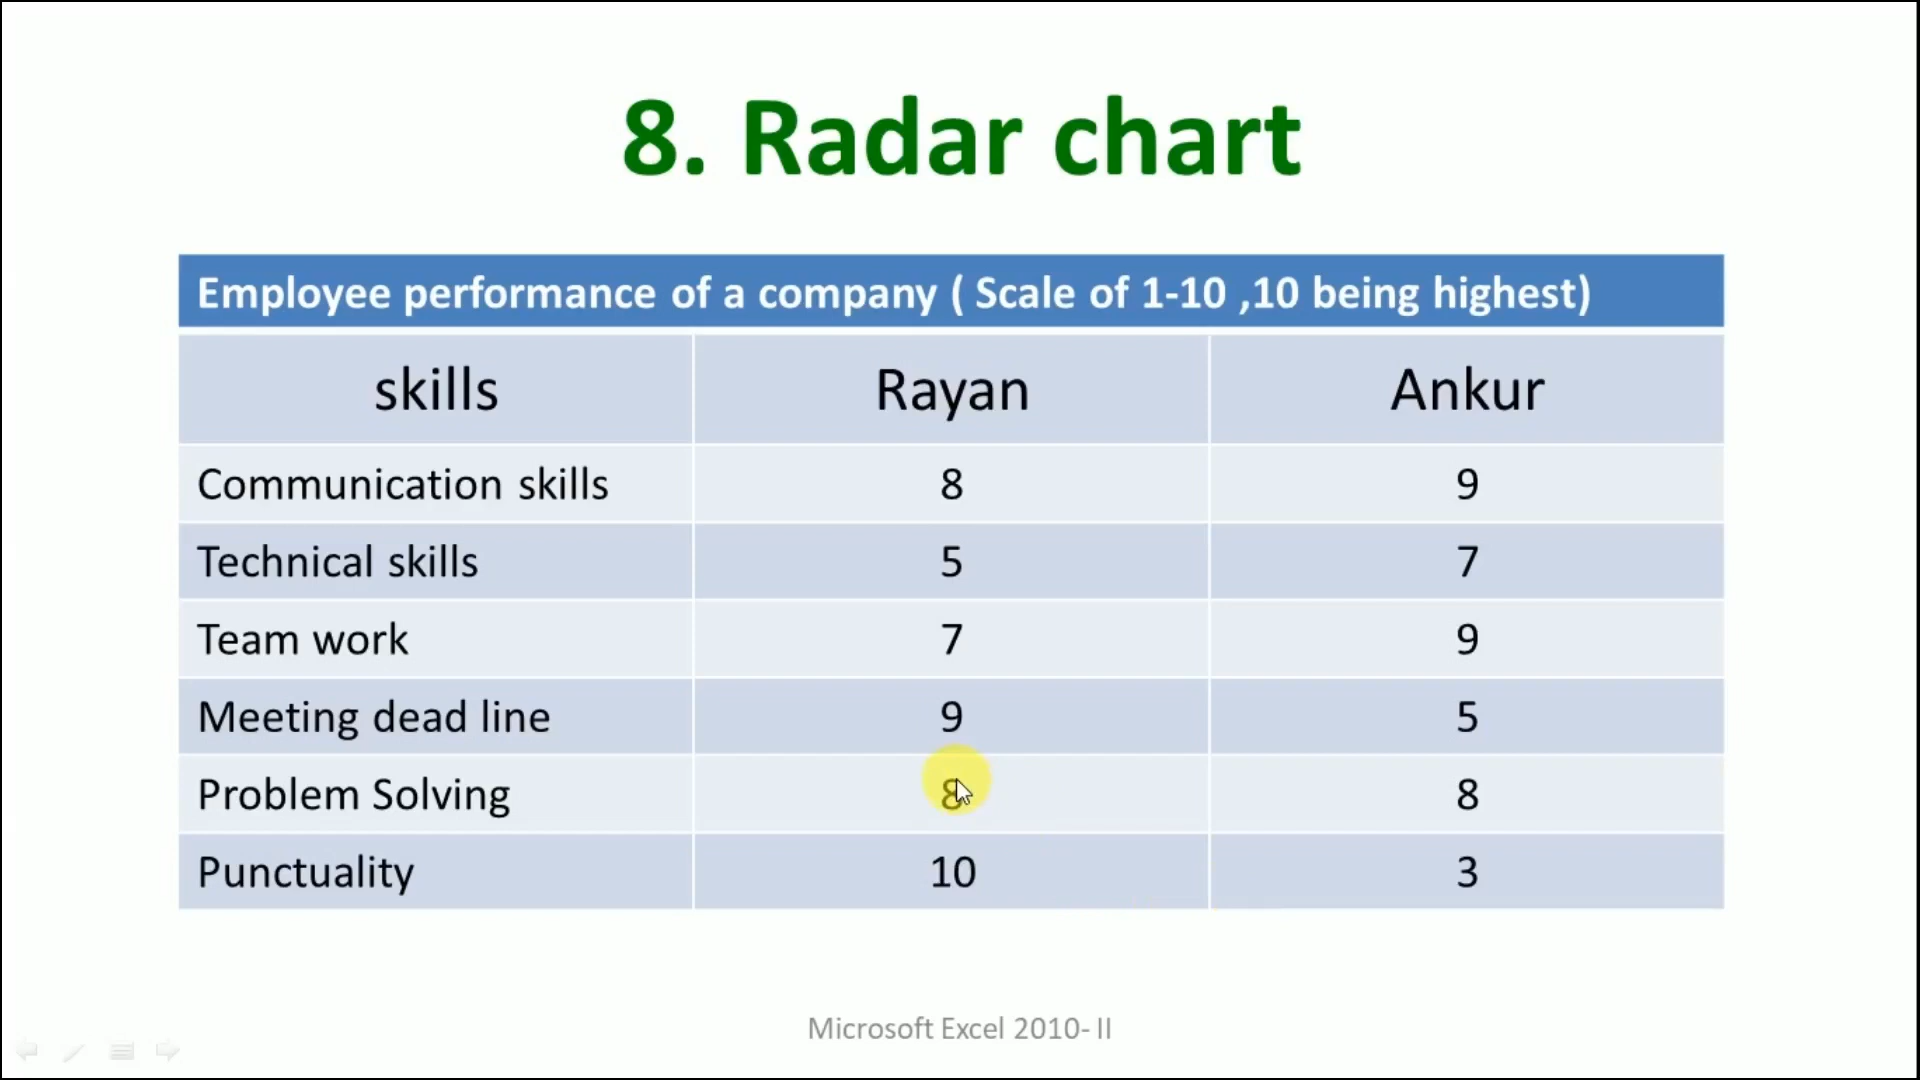 8. Radar chart
Employee performance of a company ( Scale of 1-10 ,10 being highest)
skills Rayan Ankur
Communication skills 8 9
Technical skills 5 7
Team work 7 9
Meeting dead line 9 5
Problem Solving 8 8
Punctuality 10 3
Microsoft Excel 2010- II